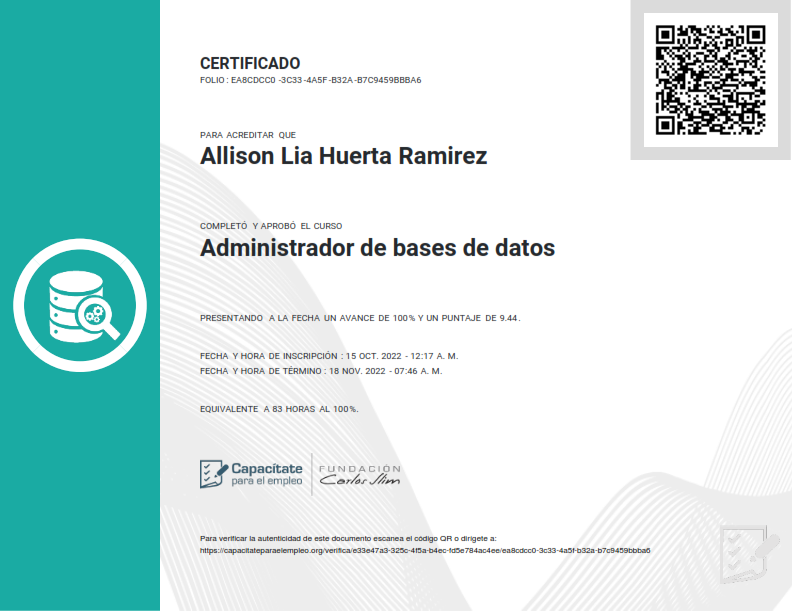 CERTIFICADO
FOLIO : EA8CDCC0 -3C33 -4A5F -B32A -B7C9459BBBA6
PARA ACREDITAR QUE
Allison Lia Huerta Ramirez
COMPLETÓ Y APROBÓ EL CURSO
Administrador de bases de datos
PRESENTANDO A LA FECHA UN AVANCE DE 100% Y UN PUNTAJE DE 9.44.
FECHA Y HORA DE INSCRIPCIÓN : 15 OCT. 2022 - 12:17 A. M.
FECHA Y HORA DE TÉRMINO : 18 NOV. 2022 - 07:46 A. M.
EQUIVALENTE A 83 HORAS AL 100%.
Capacítate
para el empleo
FUNDACIÓN
Carlos Slim
Para verificar la autenticidad de este documento escanea el código QR o dirígete a:
https://capacitateparaelempleo.org/verifica/e33e47a3-325c-4f5a-b4ec-fd5e784ac4ee/ea8cdcc0-3c33-4a5f-b32a-b7c9459bbba6